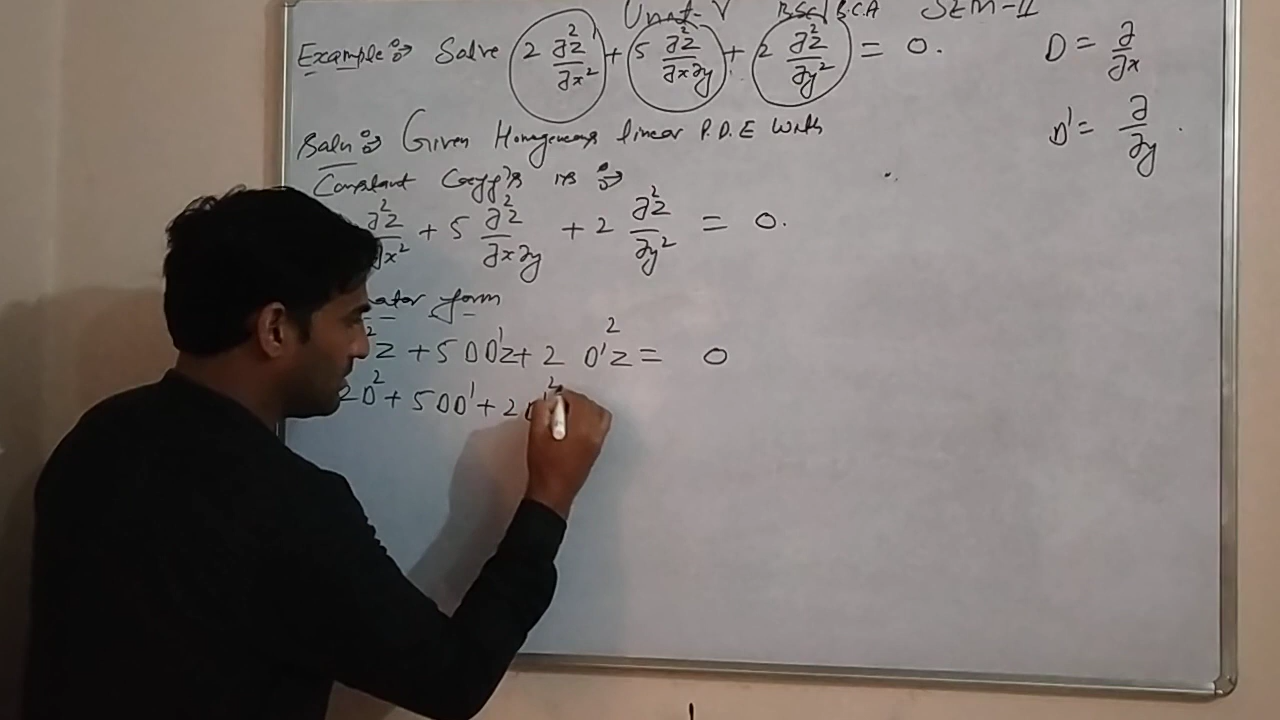 Unit-V BSc/B.C.A SEM-II
Example:→ Solve 2 ∂²z/∂x² + 5 ∂²z/∂x∂y + 2 ∂²z/∂y² = 0.
D = ∂/∂x
D' = ∂/∂y.
Soln:→ Given Homogeneous linear P.D.E with
Constant Coeff's is:→
∂²z/∂x² + 5 ∂²z/∂x∂y + 2 ∂²z/∂y² = 0.
form
²z + 5DD'z + 2 D'²z = 0
2D² + 5DD' + 2